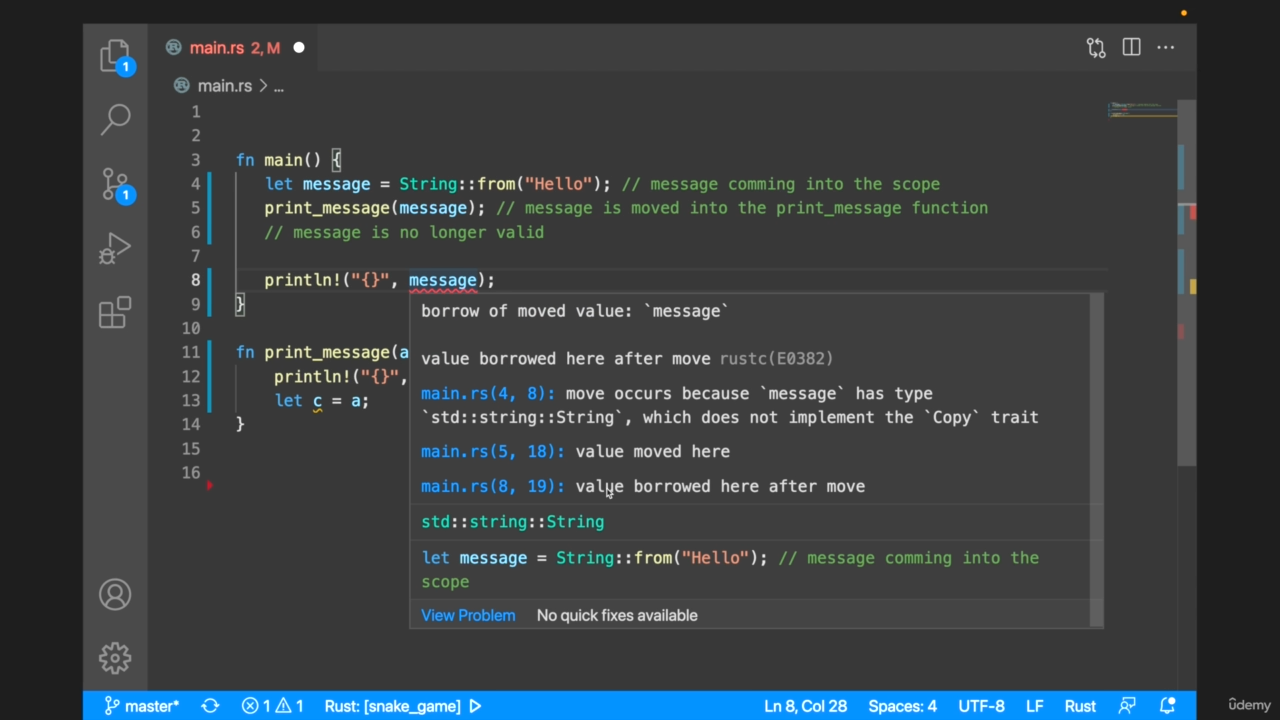 main.rs 2, M
main.rs > ...
1
1
1
2
3 fn main() {
4 let message = String::from("Hello"); // message comming into the scope
5 print_message(message); // message is moved into the print_message function
6 // message is no longer valid
7
8 println!("{}", message);
9 }
10
11 fn print_message(a
12 println!("{}",
13 let c = a;
14 }
15
16
borrow of moved value: `message`
value borrowed here after move rustc(E0382)
main.rs(4, 8): move occurs because `message` has type
`std::string::String`, which does not implement the `Copy` trait
main.rs(5, 18): value moved here
main.rs(8, 19): value borrowed here after move
std::string::String
let message = String::from("Hello"); // message comming into the
scope
View Problem No quick fixes available
master* 1 1 Rust: [snake_game] Ln 8, Col 28 Spaces: 4 UTF-8 LF Rust
ûdemy